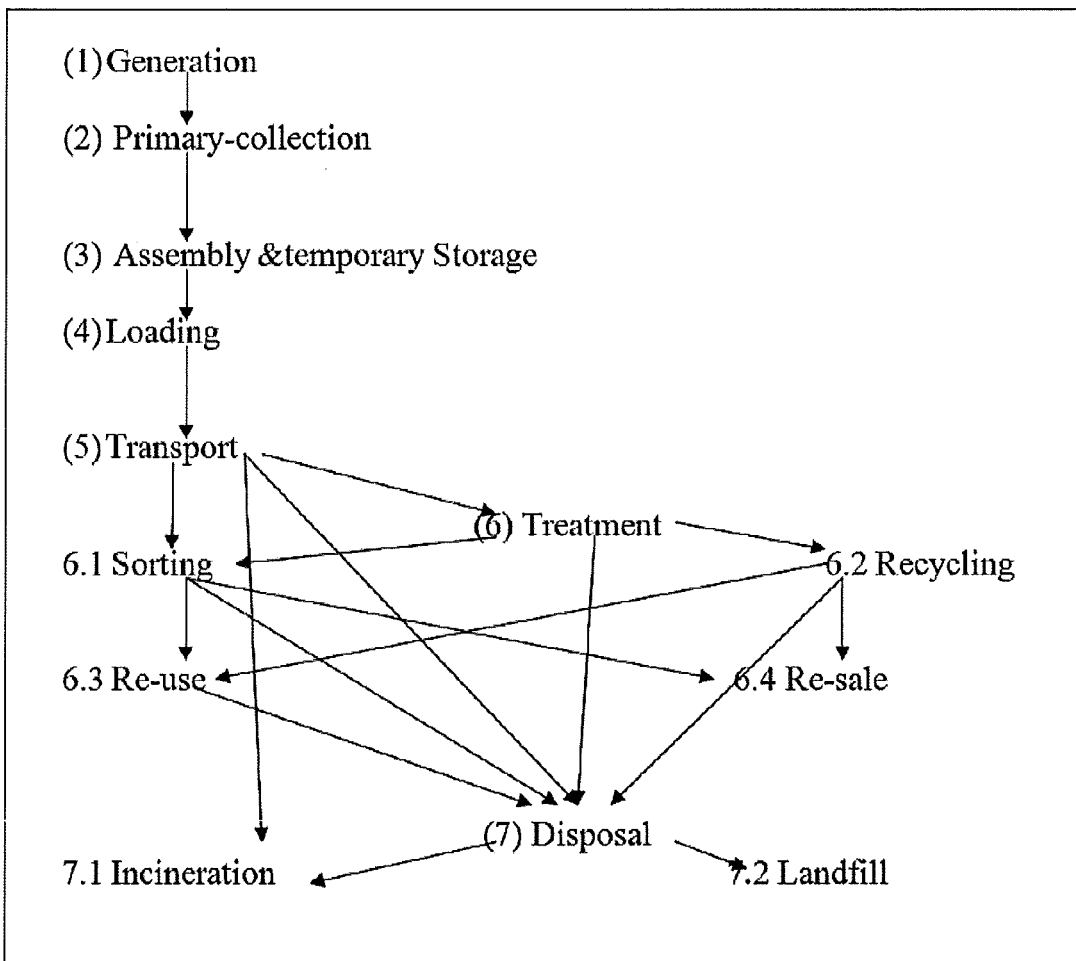 (1) Generation
(2) Primary-collection
(3) Assembly &temporary Storage
(4) Loading
(5) Transport
(6) Treatment
6.1 Sorting
6.2 Recycling
6.3 Re-use
6.4 Re-sale
(7) Disposal
7.1 Incineration
7.2 Landfill